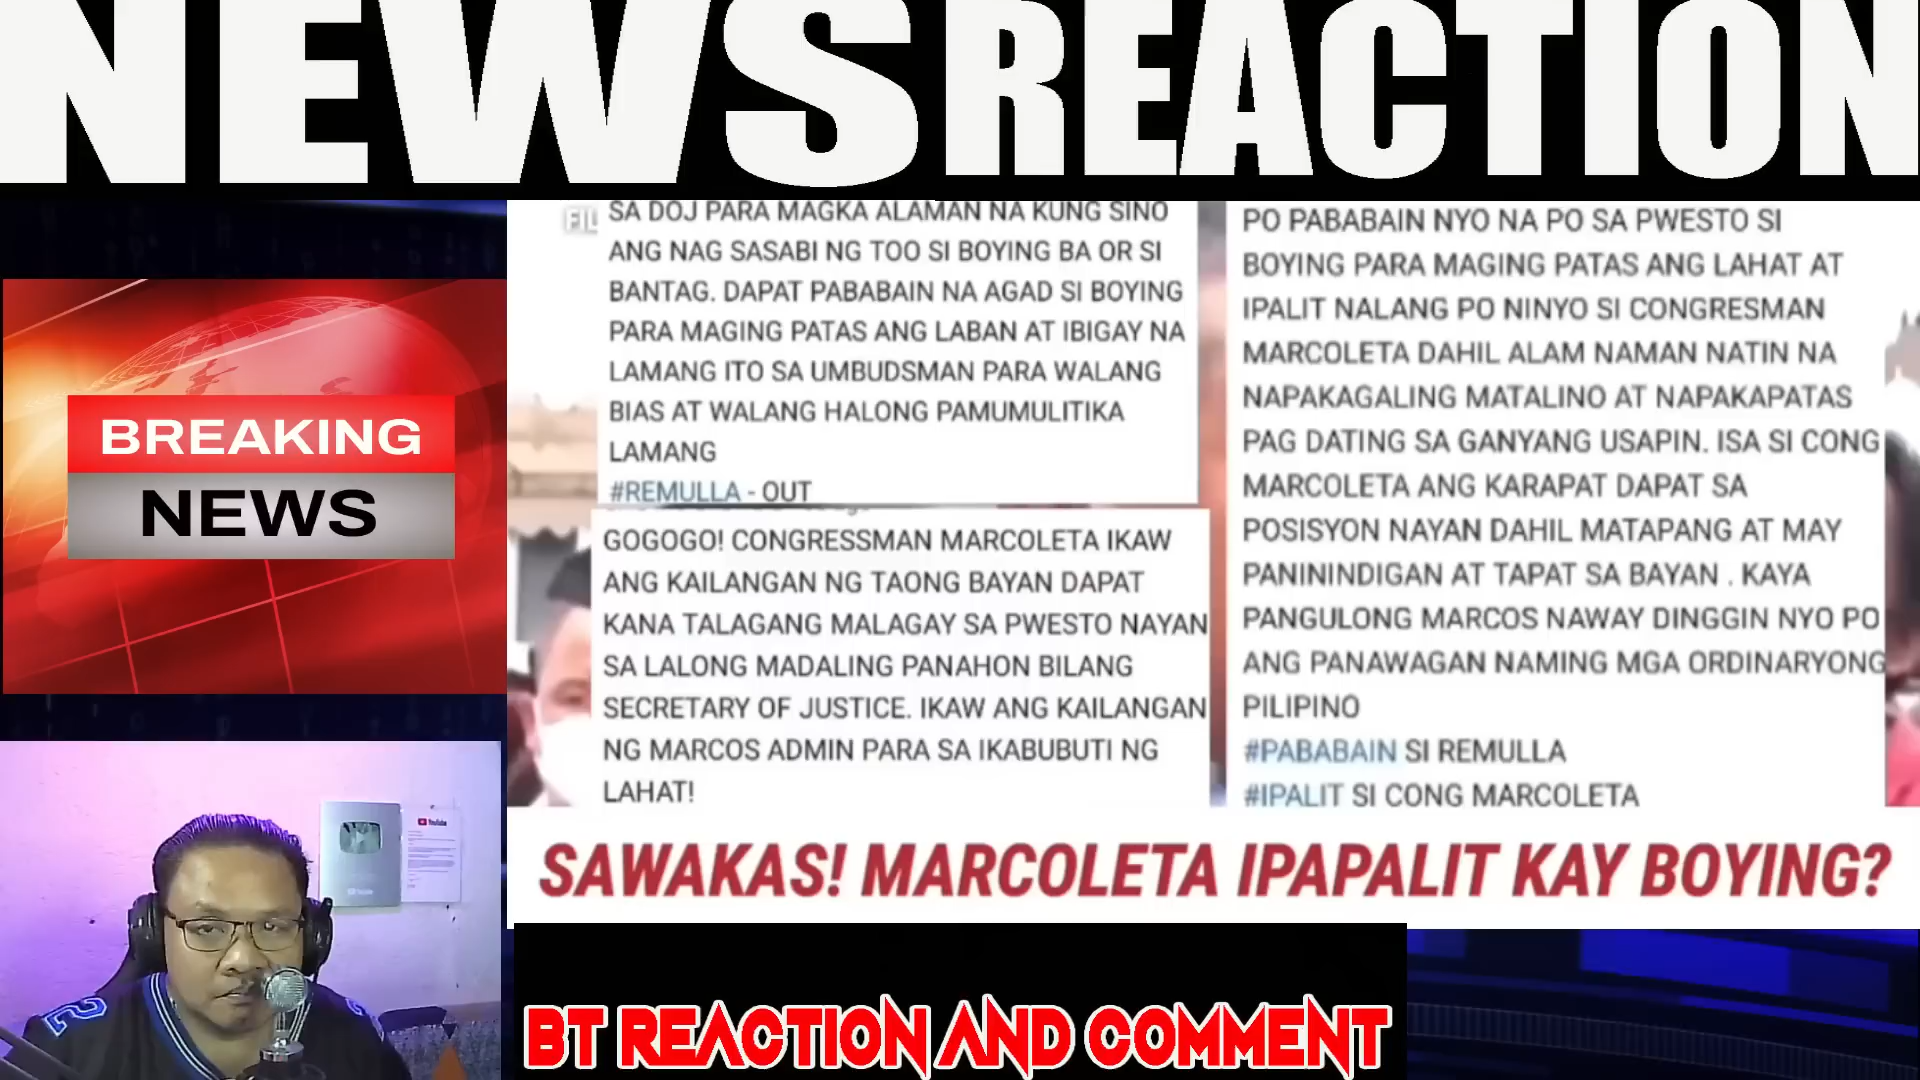 NEWSREACTION
BREAKING
NEWS
SA DOJ PARA MAGKA ALAMAN NA KUNG SINO
ANG NAG SASABI NG TOO SI BOYING BA OR SI
BANTAG. DAPAT PABABAIN NA AGAD SI BOYING
PARA MAGING PATAS ANG LABAN AT IBIGAY NA
LAMANG ITO SA UMBUDSMAN PARA WALANG
BIAS AT WALANG HALONG PAMUMULITIKA
LAMANG
#REMULLA - OUT
GOGOGO! CONGRESSMAN MARCOLETA IKAW
ANG KAILANGAN NG TAONG BAYAN DAPAT
KANA TALAGANG MALAGAY SA PWESTO NAYAN
SA LALONG MADALING PANAHON BILANG
SECRETARY OF JUSTICE. IKAW ANG KAILANGAN
NG MARCOS ADMIN PARA SA IKABUBUTI NG
LAHAT!
PO PABABAIN NYO NA PO SA PWESTO SI
BOYING PARA MAGING PATAS ANG LAHAT AT
IPALIT NALANG PO NINYO SI CONGRESMAN
MARCOLETA DAHIL ALAM NAMAN NATIN NA
NAPAKAGALING MATALINO AT NAPAKAPATAS
PAG DATING SA GANYANG USAPIN. ISA SI CONG
MARCOLETA ANG KARAPAT DAPAT SA
POSISYON NAYAN DAHIL MATAPANG AT MAY
PANININDIGAN AT TAPAT SA BAYAN . KAYA
PANGULONG MARCOS NAWAY DINGGIN NYO PO
ANG PANAWAGAN NAMING MGA ORDINARYONG
PILIPINO
#PABABAIN SI REMULLA
#IPALIT SI CONG MARCOLETA
SAWAKAS! MARCOLETA IPAPALIT KAY BOYING?
YouTube
2
BT REACTION AND COMMENT